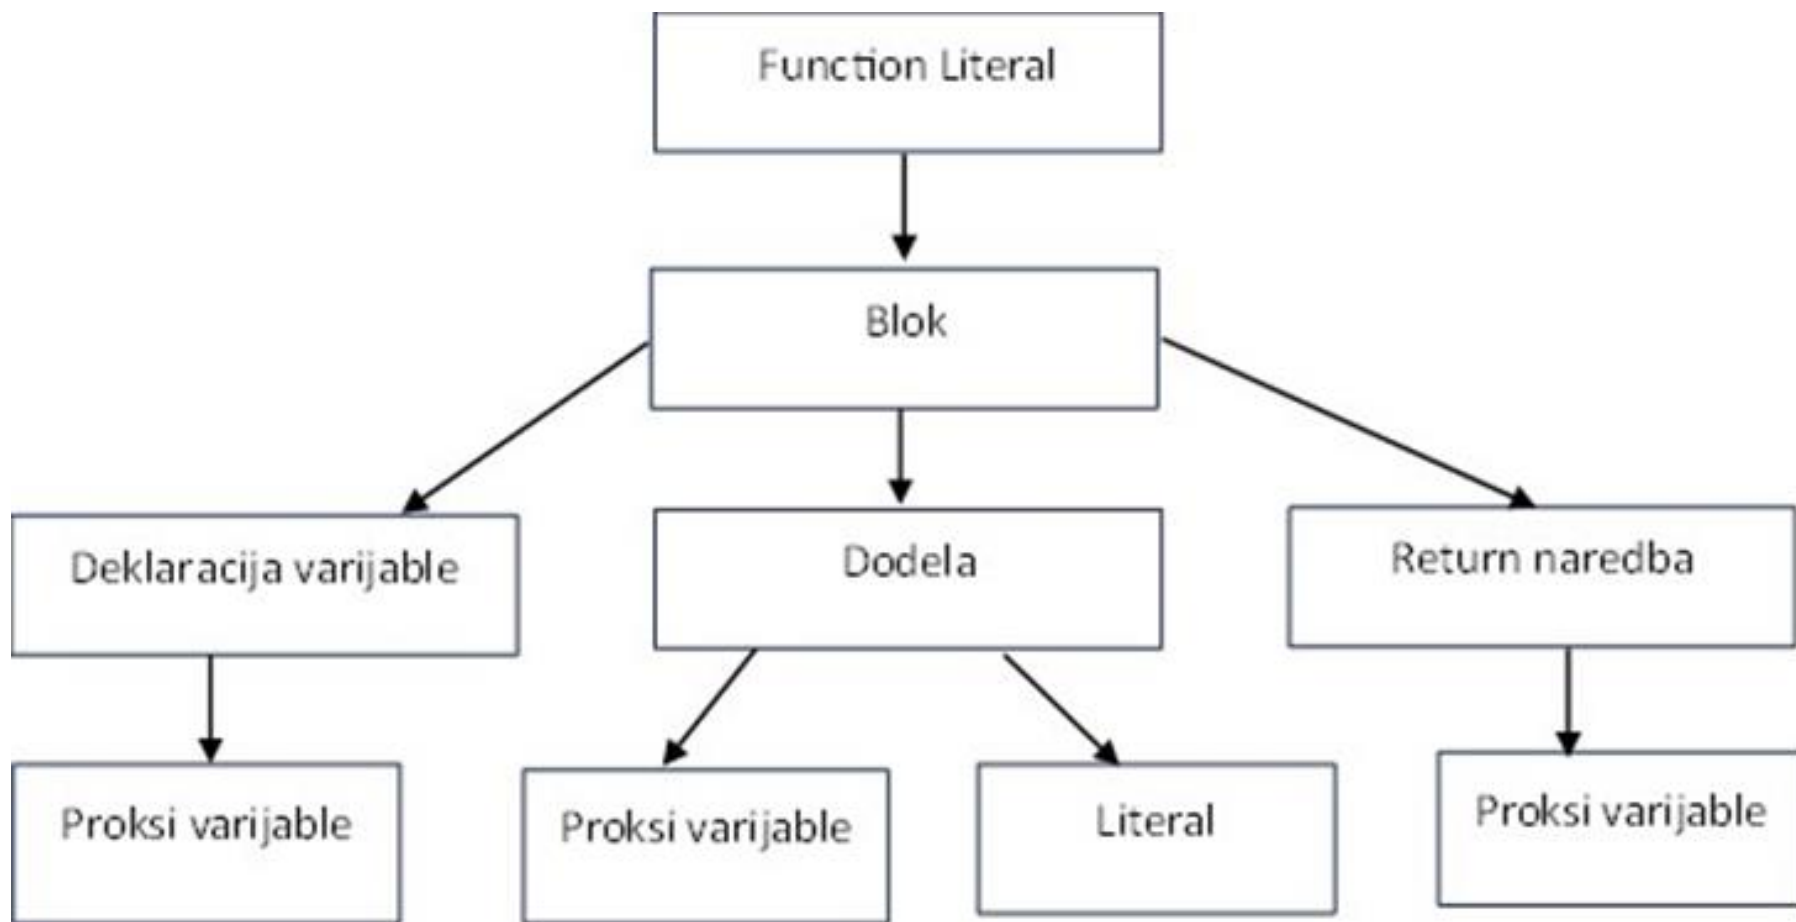 Function Literal
Blok
Deklaracija varijable
Dodela
Return naredba
Proksi varijable
Proksi varijable
Literal
Proksi varijable